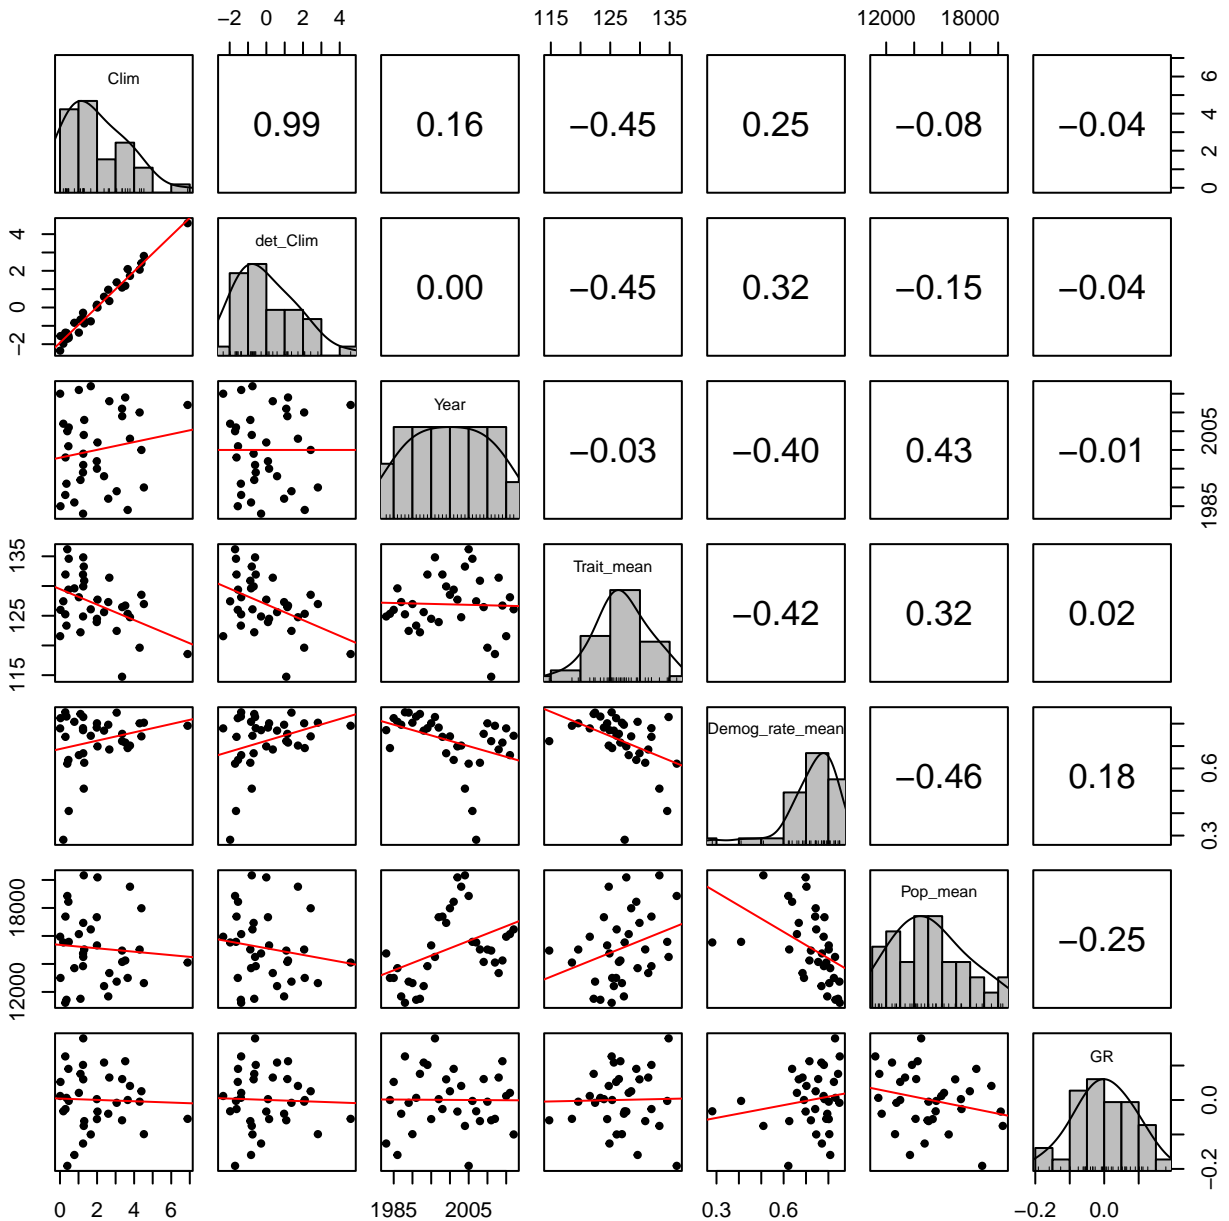 −2 0 2 4 115 125 135 12000 18000
Clim
0.99 0.16 −0.45 0.25 −0.08 −0.04
0 2 4 6
det_Clim
0.00 −0.45 0.32 −0.15 −0.04
−2 0 2 4
Year
−0.03 −0.40 0.43 −0.01
1985 2005
Trait_mean
−0.42 0.32 0.02
115 125 135
Demog_rate_mean
−0.46 0.18
0.3 0.6
Pop_mean
−0.25
12000 18000
GR
−0.2 0.0
0 2 4 6 1985 2005 0.3 0.6 −0.2 0.0